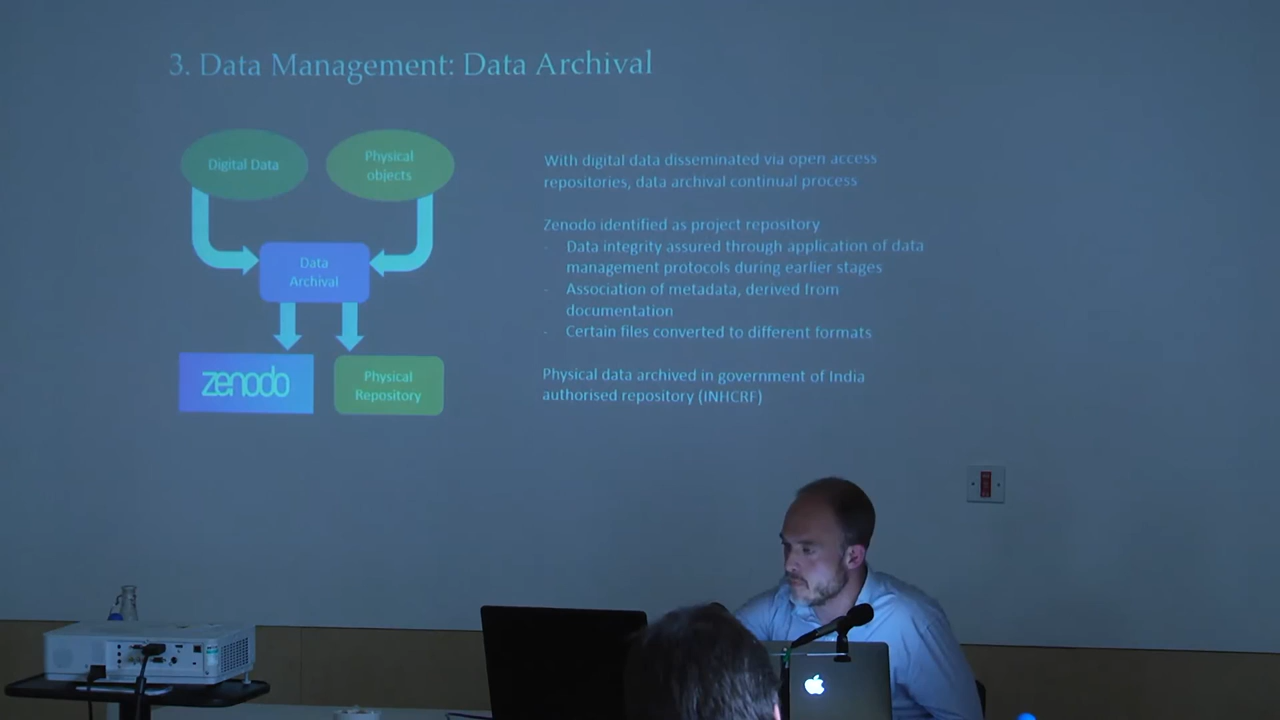 3. Data Management: Data Archival
Digital Data
Physical
objects
Data
Archival
zenodo
Physical
Repository
With digital data disseminated via open access
repositories, data archival continual process
Zenodo identified as project repository
- Data integrity assured through application of data
management protocols during earlier stages
- Association of metadata, derived from
documentation
- Certain files converted to different formats
Physical data archived in government of India
authorised repository (INHCRF)